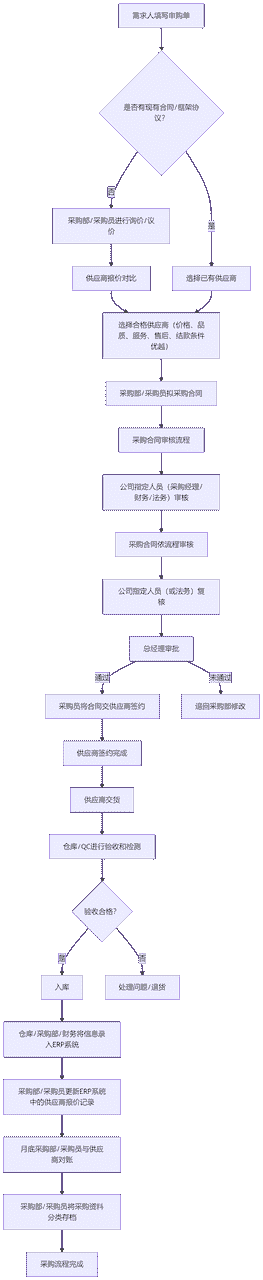 需求人填写申购单
是否有现有合同/框架协
议?
否
是
采购部/采购员进行询价/议
价
供应商报价对比
选择已有供应商
选择合格供应商（价格、品
质、服务、售后、结款条件
优越）
采购部/采购员拟采购合同
采购合同审核流程
公司指定人员（采购经理/
财务/法务）审核
采购合同依流程审核
公司指定人员（或法务）复
核
总经理审批
通过
未通过
采购员将合同交供应商签约
退回采购部修改
供应商签约完成
供应商交货
仓库/QC进行验收和检测
验收合格?
是
否
入库
处理问题/退货
仓库/采购部/财务将信息录
入ERP系统
采购部/采购员更新ERP系统
中的供应商报价记录
月底采购部/采购员与供应
商对账
采购部/采购员将采购资料
分类存档
采购流程完成